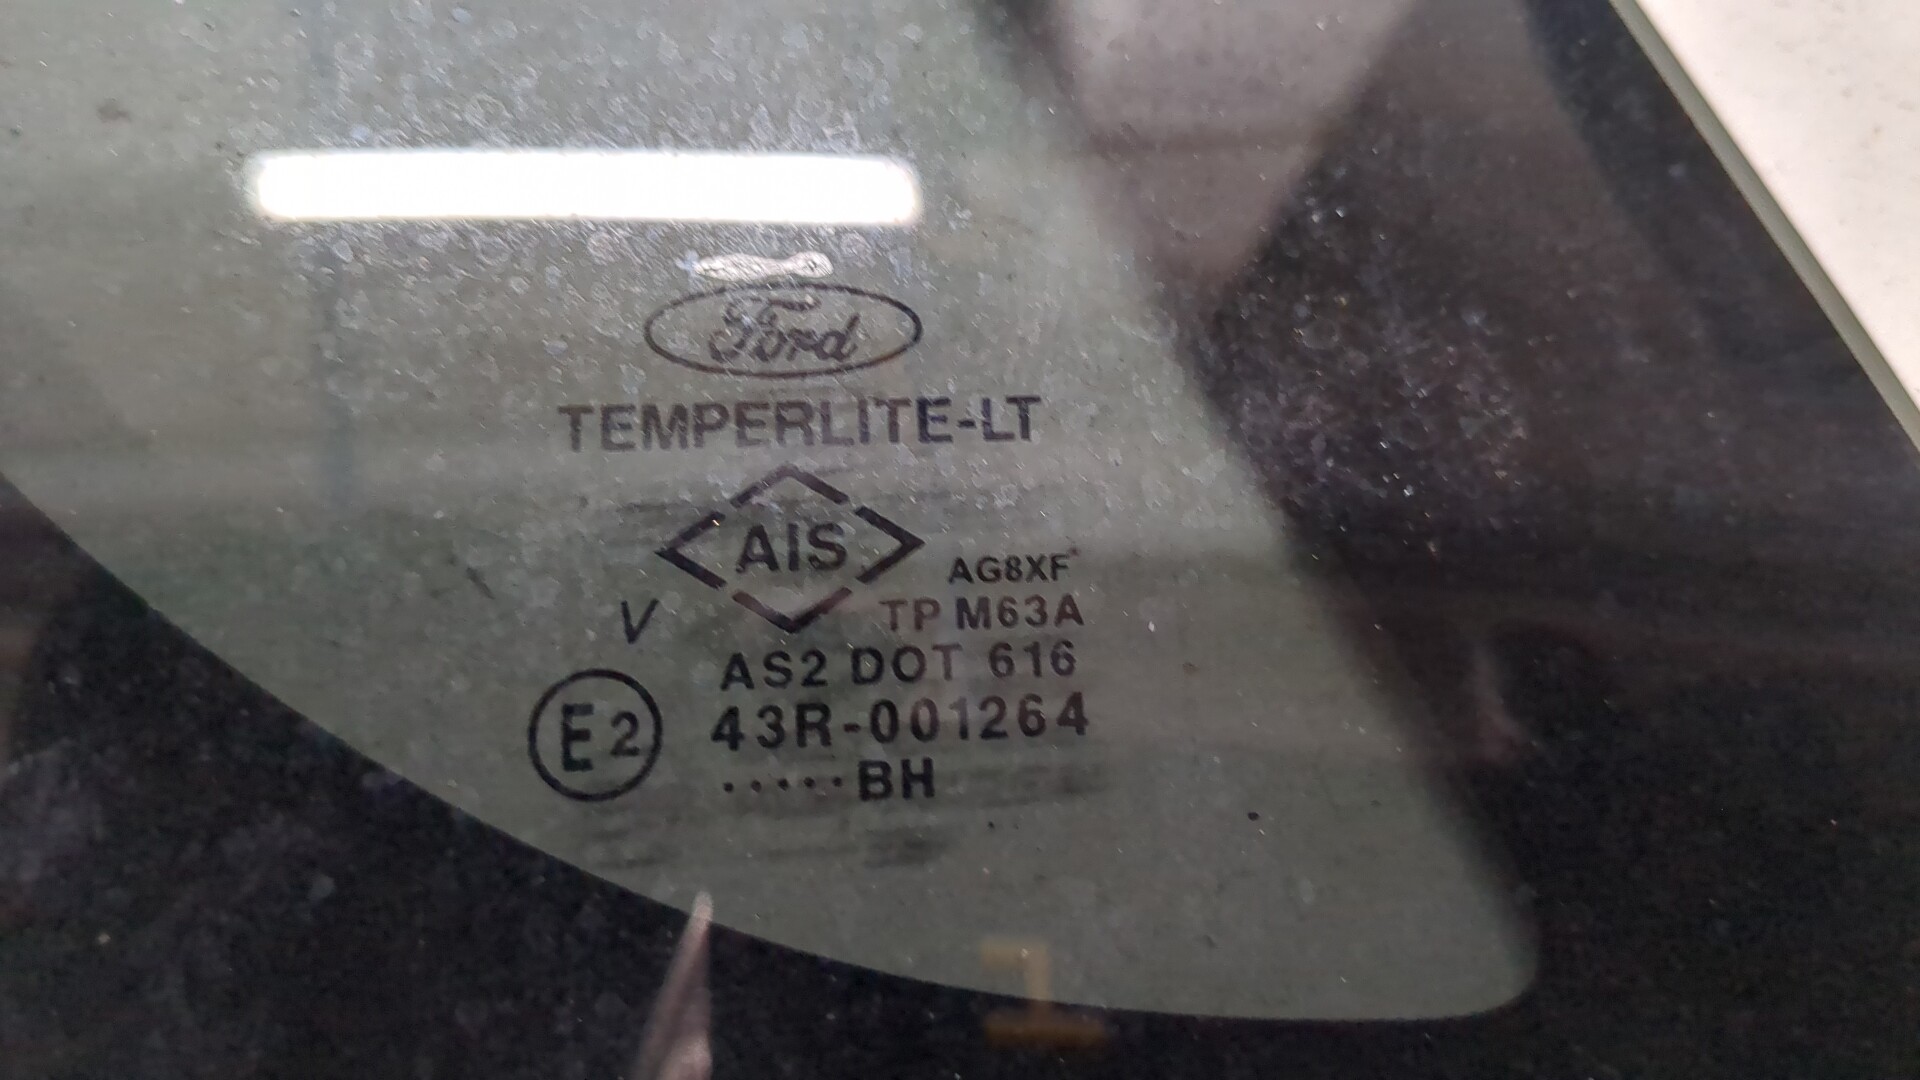 Ford
TEMPERLITE-LT
AIS
AG8XF
V TP M63A
AS2 DOT 616
E2 43R-001264
.....BH